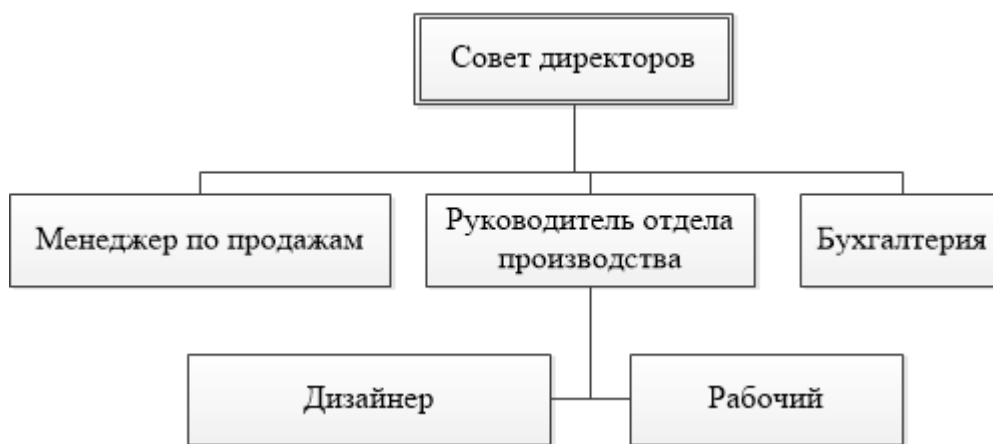 Совет директоров
Менеджер по продажам
Руководитель отдела
производства
Бухгалтерия
Дизайнер
Рабочий